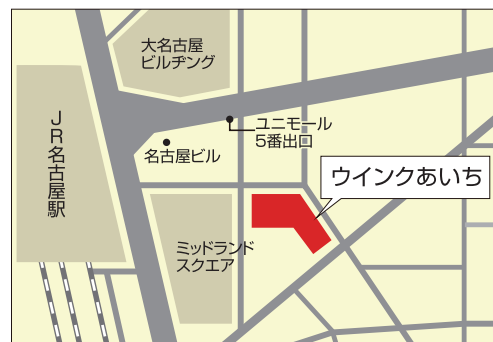 大名古屋
ビルヂング
JR名古屋駅
ユニモール
5番出口
名古屋ビル
ウインクあいち
ミッドランド
スクエア